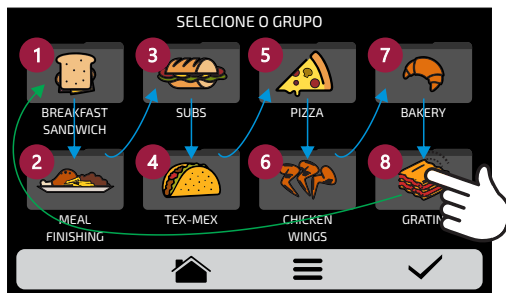 SELECIONE O GRUPO
1
3
5
7
BREAKFAST
SANDWICH
SUBS
PIZZA
BAKERY
2
4
6
8
MEAL
FINISHING
TEX-MEX
CHICKEN
WINGS
GRATIN